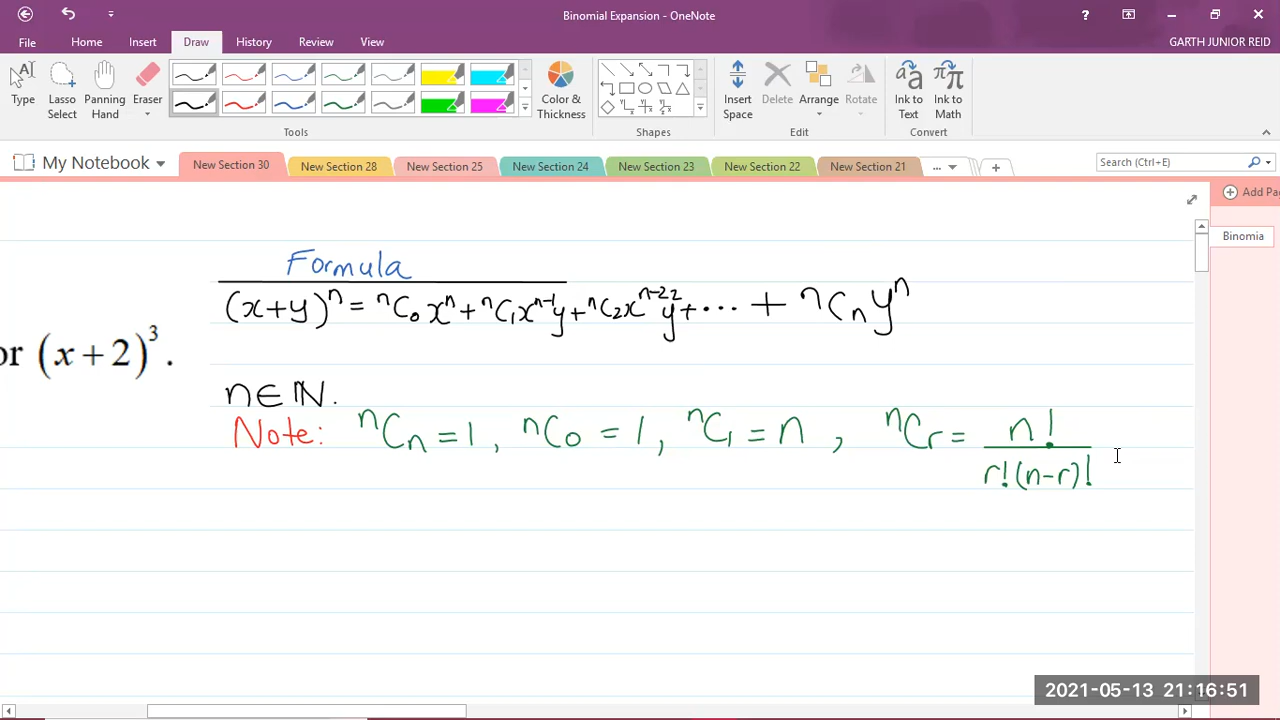 Binomial Expansion - OneNote
File Home Insert Draw History Review View GARTH JUNIOR REID
Type Lasso Select Panning Hand Eraser Color & Thickness Insert Space Delete Arrange Rotate Ink to Text Ink to Math
Tools Shapes Edit Convert
My Notebook New Section 30 New Section 28 New Section 25 New Section 24 New Section 23 New Section 22 New Section 21 ... + Search (Ctrl+E)
Add Pag
Binomia
Formula
(x+y)ⁿ = ⁿC₀xⁿ + ⁿC₁xⁿ⁻¹y + ⁿC₂xⁿ⁻²y² + ... + ⁿCₙyⁿ
or (x + 2)³.
n∈ℕ.
Note: ⁿCₙ = 1, ⁿC₀ = 1, ⁿC₁ = n, ⁿCᵣ = n! / r!(n-r)!
2021-05-13 21:16:51